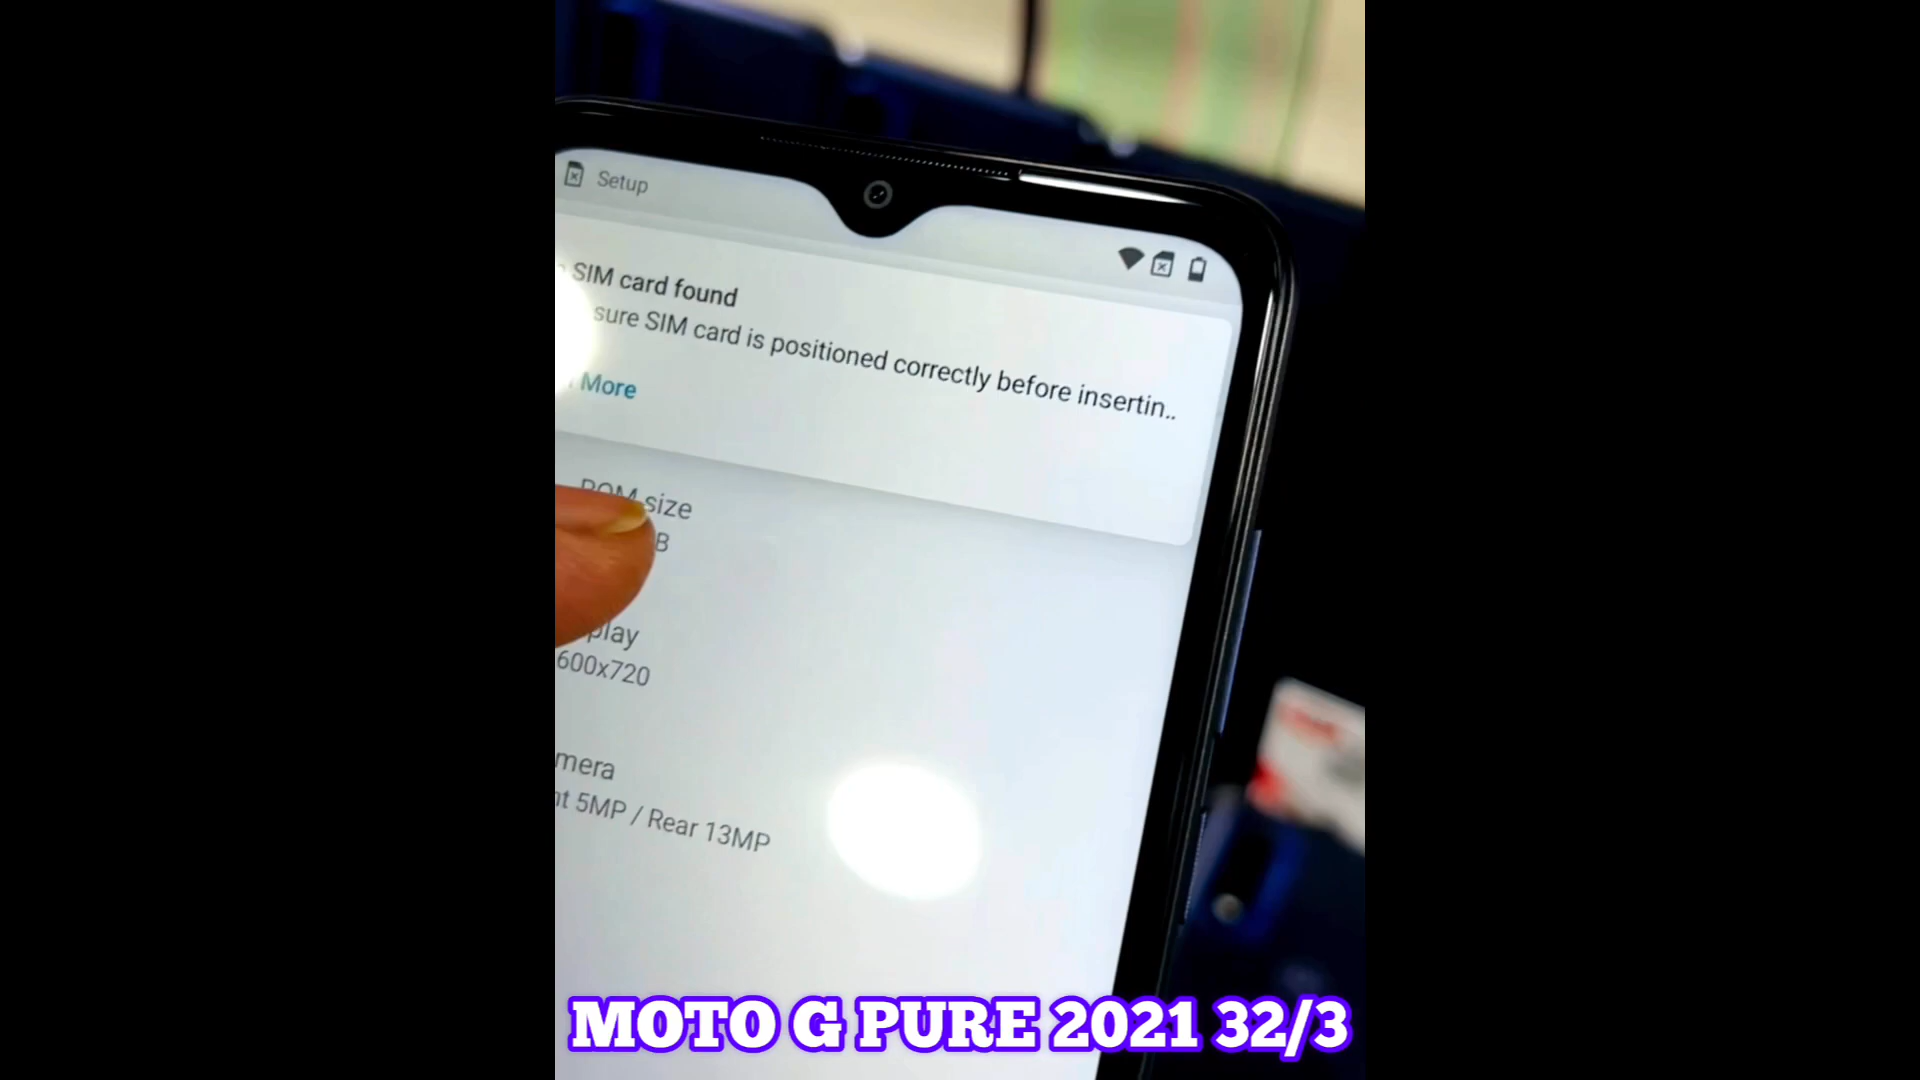 Setup
SIM card found
sure SIM card is positioned correctly before insertin..
More
ROM size
B
play
600x720
mera
nt 5MP / Rear 13MP
MOTO G PURE 2021 32/3